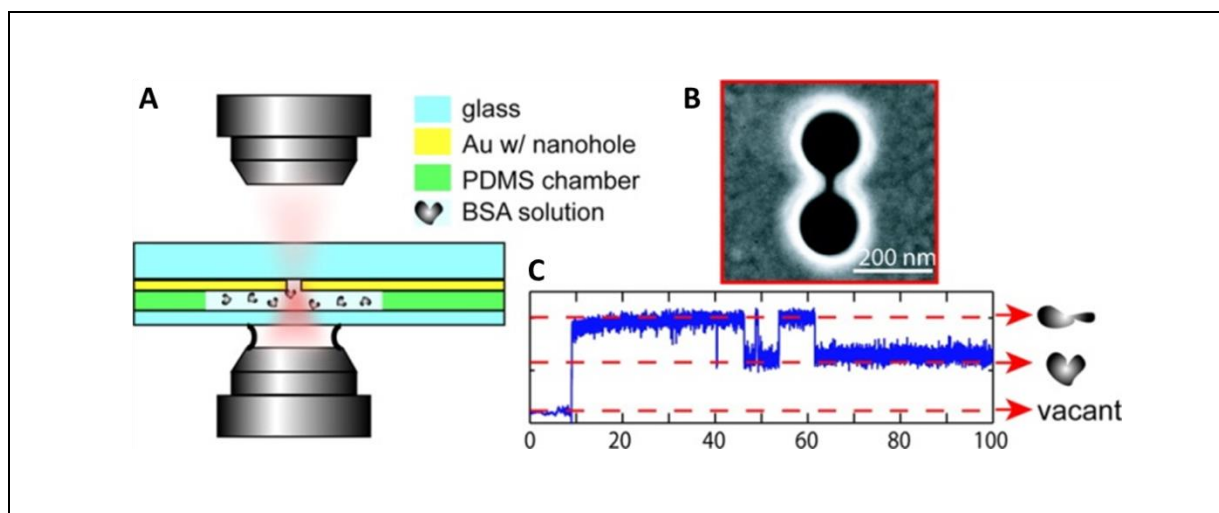 A
glass
Au w/ nanohole
PDMS chamber
BSA solution
B
200 nm
C
vacant
0 20 40 60 80 100